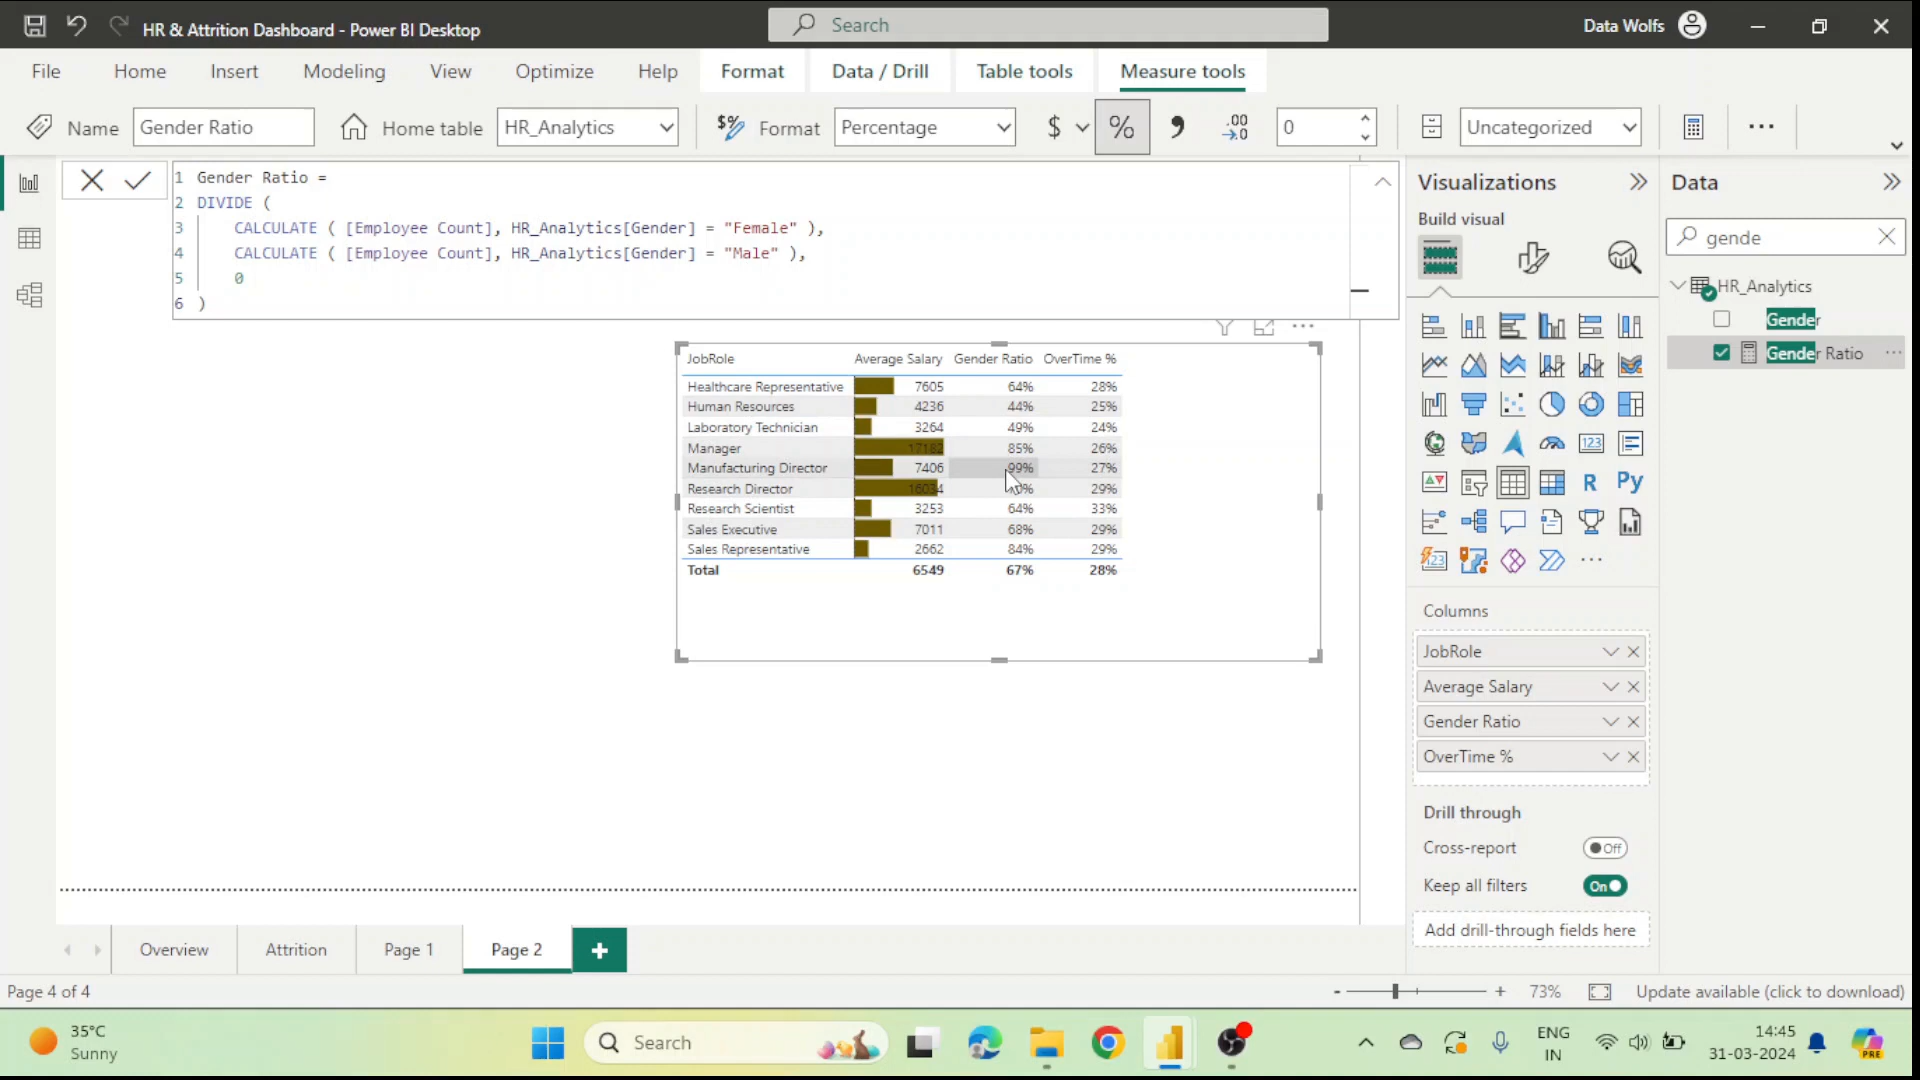 HR & Attrition Dashboard - Power BI Desktop
Search
Data Wolfs
File Home Insert Modeling View Optimize Help Format Data / Drill Table tools Measure tools
Name Gender Ratio Home table HR_Analytics Format Percentage $ % 0 Uncategorized
1 Gender Ratio =
2 DIVIDE (
3 CALCULATE ( [Employee Count], HR_Analytics[Gender] = "Female" ),
4 CALCULATE ( [Employee Count], HR_Analytics[Gender] = "Male" ),
5 0
6 )
JobRole Average Salary Gender Ratio OverTime %
Healthcare Representative 7605 64% 28%
Human Resources 4236 44% 25%
Laboratory Technician 3264 49% 24%
Manager 17182 85% 26%
Manufacturing Director 7406 99% 27%
Research Director 16034 29%
Research Scientist 3253 64% 33%
Sales Executive 7011 68% 29%
Sales Representative 2662 84% 29%
Total 6549 67% 28%
Visualizations
Build visual
R Py
123
Columns
JobRole
Average Salary
Gender Ratio
OverTime %
Drill through
Cross-report Off
Keep all filters On
Add drill-through fields here
Data
gende
HR_Analytics
Gender
Gender Ratio
Overview Attrition Page 1 Page 2 +
Page 4 of 4
- + 73% Update available (click to download)
35°C
Sunny
Search
ENG
IN
14:45
31-03-2024
PRE